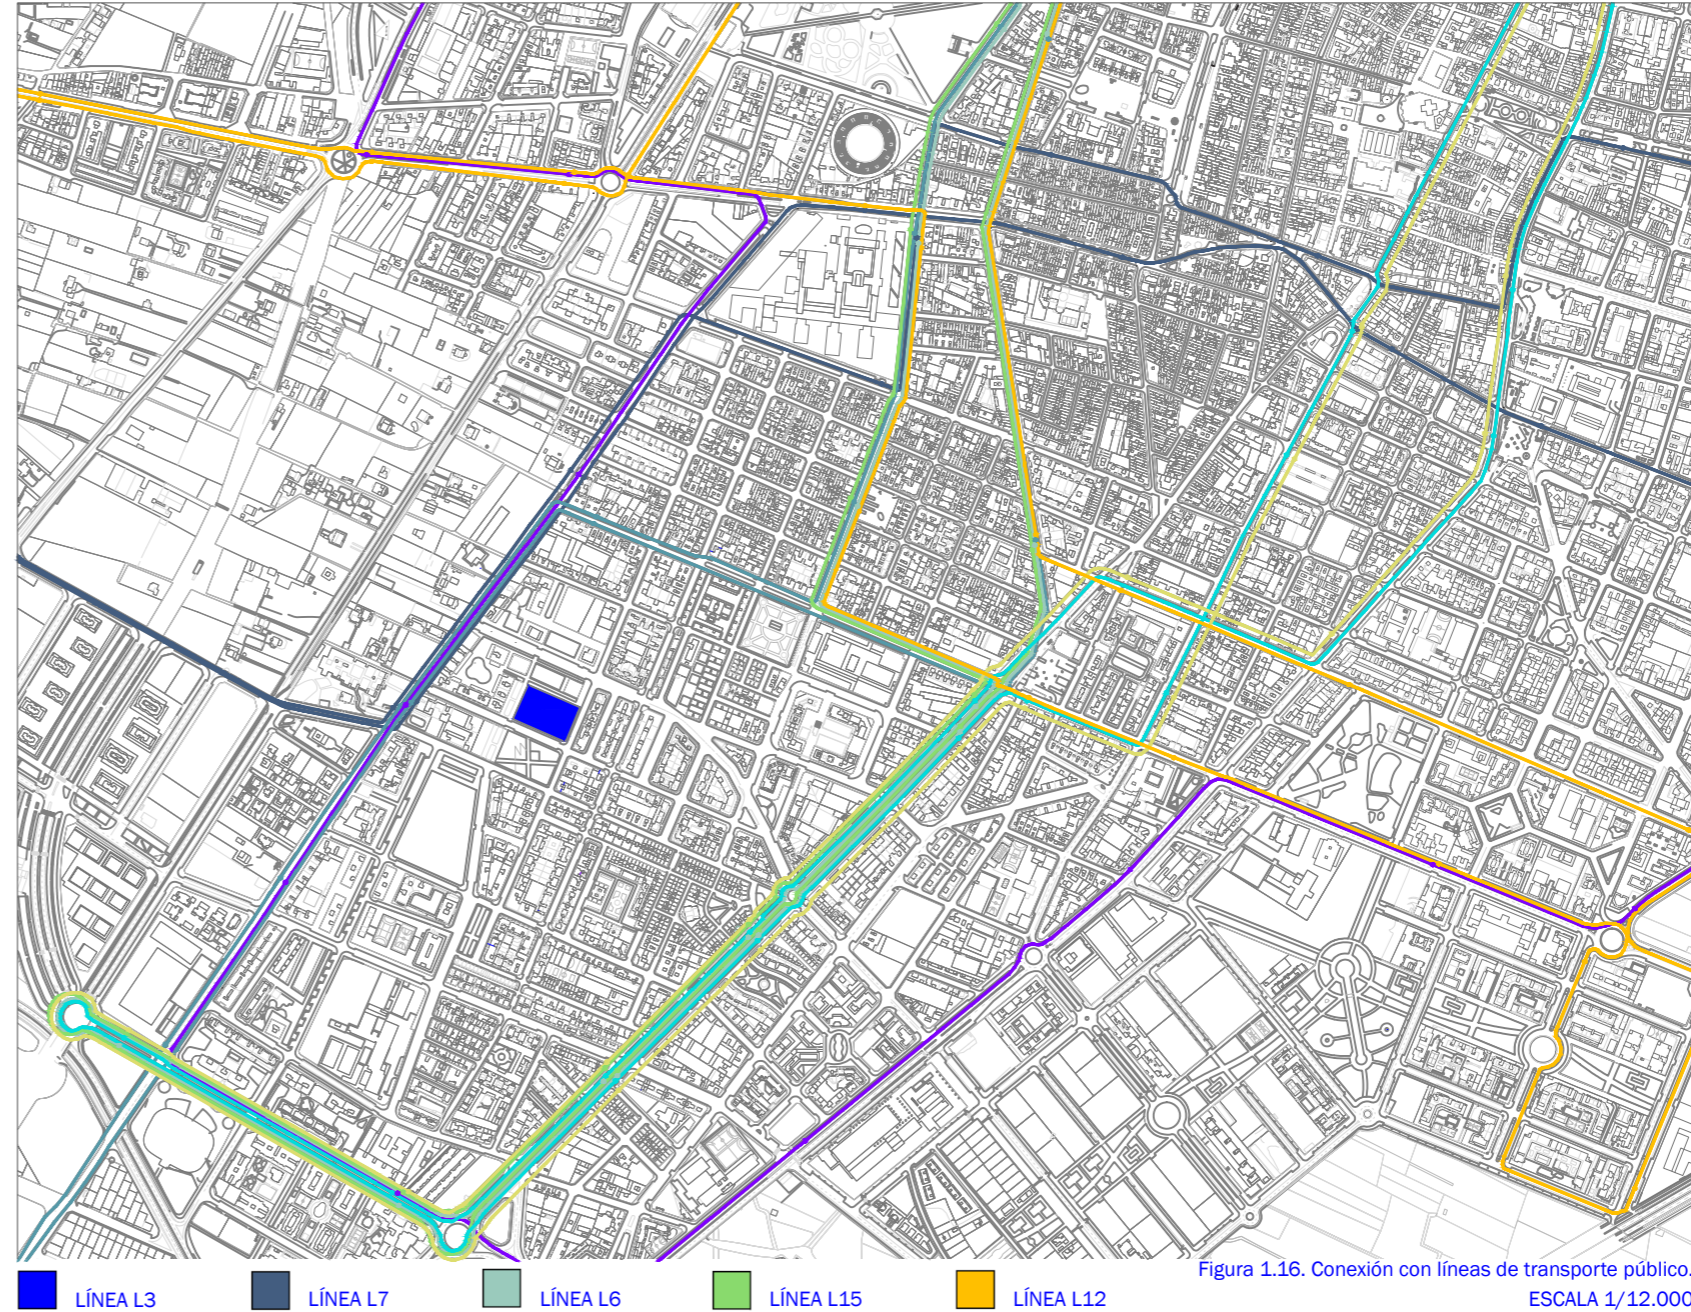 LÍNEA L3
LÍNEA L7
LÍNEA L6
LÍNEA L15
LÍNEA L12
Figura 1.16. Conexión con líneas de transporte público.
ESCALA 1/12.000